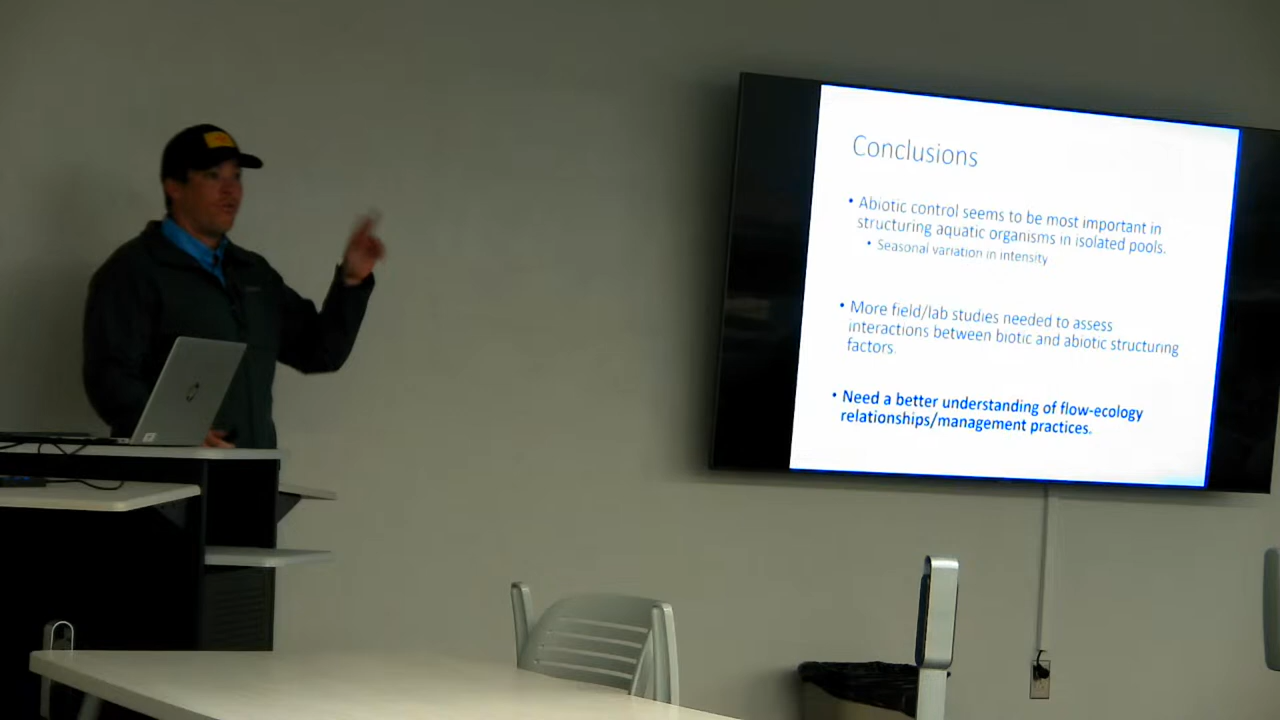 Conclusions
• Abiotic control seems to be most important in
structuring aquatic organisms in isolated pools.
• Seasonal variation in intensity
• More field/lab studies needed to assess
interactions between biotic and abiotic structuring
factors.
• Need a better understanding of flow-ecology
relationships/management practices.